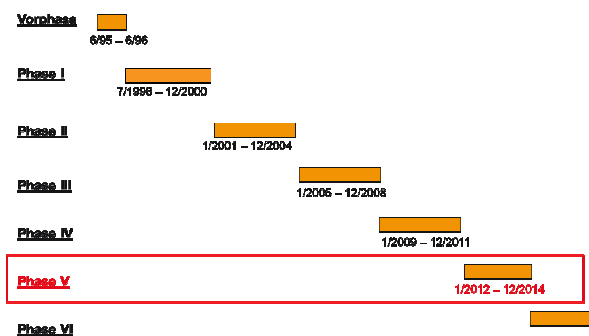 Vorphase
6/95 – 6/96
Phase I
7/1996 – 12/2000
Phase II
1/2001 – 12/2004
Phase III
1/2005 – 12/2008
Phase IV
1/2009 – 12/2011
Phase V
1/2012 – 12/2014
Phase VI